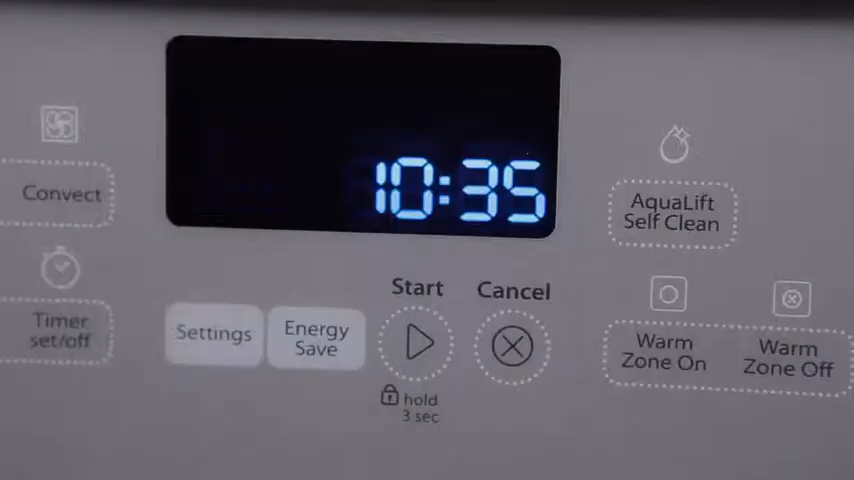 10:35
Convect
AquaLift
Self Clean
Timer
set/off
Settings
Energy
Save
Start
Cancel
hold
3 sec
Warm
Zone On
Warm
Zone Off